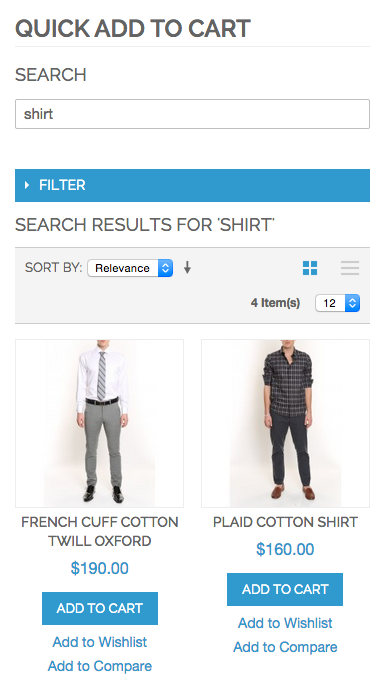 QUICK ADD TO CART
SEARCH
shirt
FILTER
SEARCH RESULTS FOR 'SHIRT'
SORT BY: Relevance
4 Item(s) 12
FRENCH CUFF COTTON
TWILL OXFORD
$190.00
ADD TO CART
Add to Wishlist
Add to Compare
PLAID COTTON SHIRT
$160.00
ADD TO CART
Add to Wishlist
Add to Compare